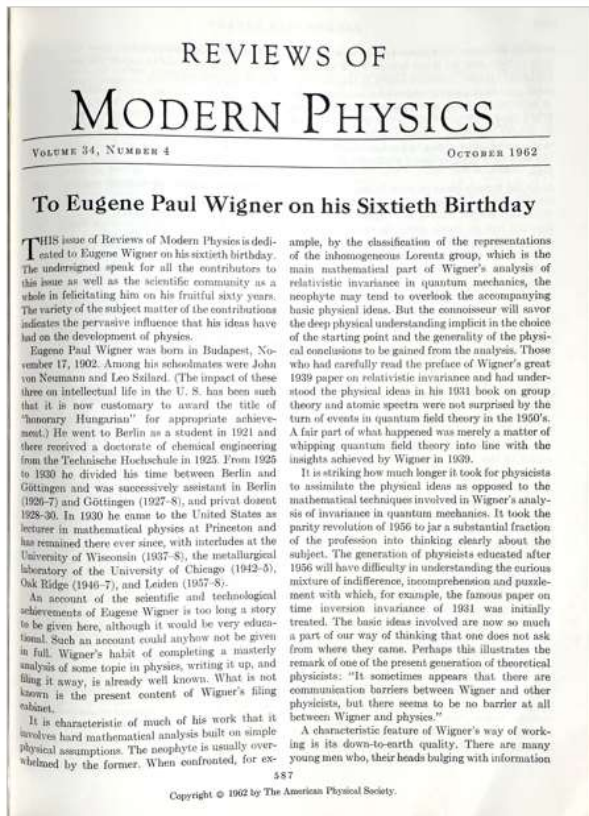 REVIEWS OF
MODERN PHYSICS
VOLUME 34, NUMBER 4
OCTOBER 1962
To Eugene Paul Wigner on his Sixtieth Birthday
THIS issue of Reviews of Modern Physics is dedi-
cated to Eugene Wigner on his sixtieth birthday.
The undersigned speak for all the contributors to
this issue as well as the scientific community as a
whole in felicitating him on his fruitful sixty years.
The variety of the subject matter of the contributions
indicates the pervasive influence that his ideas have
had on the development of physics.
Eugene Paul Wigner was born in Budapest, No-
vember 17, 1902. Among his schoolmates were John
von Neumann and Leo Szilard. (The impact of these
three on intellectual life in the U. S. has been such
that it is now customary to award the title of
"honorary Hungarian" for appropriate achieve-
ment.) He went to Berlin as a student in 1921 and
there received a doctorate of chemical engineering
from the Technische Hochschule in 1925. From 1925
to 1930 he divided his time between Berlin and
Göttingen and was successively assistant in Berlin
(1926-7) and Göttingen (1927-8), and privat dozent
1928-30. In 1930 he came to the United States as
lecturer in mathematical physics at Princeton and
has remained there ever since, with interludes at the
University of Wisconsin (1937-8), the metallurgical
laboratory of the University of Chicago (1942-5),
Oak Ridge (1946-7), and Leiden (1957-8).
An account of the scientific and technological
achievements of Eugene Wigner is too long a story
to be given here, although it would be very educa-
tional. Such an account could anyhow not be given
in full. Wigner's habit of completing a masterly
analysis of some topic in physics, writing it up, and
filing it away, is already well known. What is not
known is the present content of Wigner's filing
cabinet.
It is characteristic of much of his work that it
involves hard mathematical analysis built on simple
physical assumptions. The neophyte is usually over-
whelmed by the former. When confronted, for ex-
ample, by the classification of the representations
of the inhomogeneous Lorentz group, which is the
main mathematical part of Wigner's analysis of
relativistic invariance in quantum mechanics, the
neophyte may tend to overlook the accompanying
basic physical ideas. But the connoisseur will savor
the deep physical understanding implicit in the choice
of the starting point and the generality of the physi-
cal conclusions to be gained from the analysis. Those
who had carefully read the preface of Wigner's great
1939 paper on relativistic invariance and had under-
stood the physical ideas in his 1931 book on group
theory and atomic spectra were not surprised by the
turn of events in quantum field theory in the 1950's.
A fair part of what happened was merely a matter of
whipping quantum field theory into line with the
insights achieved by Wigner in 1939.
It is striking how much longer it took for physicists
to assimilate the physical ideas as opposed to the
mathematical techniques involved in Wigner's analy-
sis of invariance in quantum mechanics. It took the
parity revolution of 1956 to jar a substantial fraction
of the profession into thinking clearly about the
subject. The generation of physicists educated after
1956 will have difficulty in understanding the curious
mixture of indifference, incomprehension and puzzle-
ment with which, for example, the famous paper on
time inversion invariance of 1931 was initially
treated. The basic ideas involved are now so much
a part of our way of thinking that one does not ask
from where they came. Perhaps this illustrates the
remark of one of the present generation of theoretical
physicists: "It sometimes appears that there are
communication barriers between Wigner and other
physicists, but there seems to be no barrier at all
between Wigner and physics."
A characteristic feature of Wigner's way of work-
ing is its down-to-earth quality. There are many
young men who, their heads bulging with information
587
Copyright © 1962 by The American Physical Society.